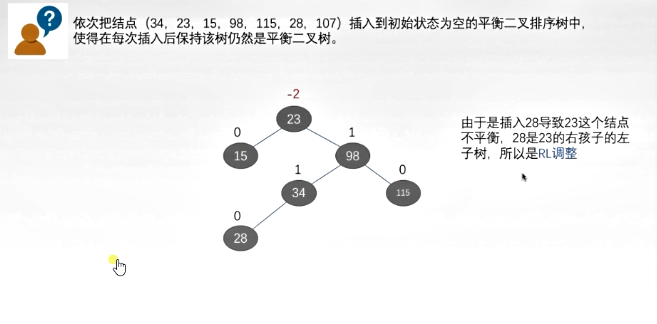 ?
依次把结点（34，23，15，98，115，28，107）插入到初始状态为空的平衡二叉排序树中，
使得在每次插入后保持该树仍然是平衡二叉树。
-2
23
0
1
15
98
1
0
34
115
0
28
由于是插入28导致23这个结点
不平衡，28是23的右孩子的左
子树，所以是RL调整